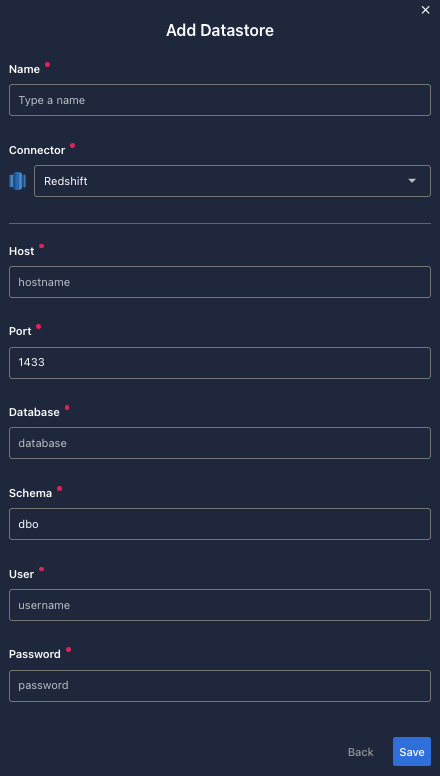 Add Datastore
Name
Type a name
Connector
Redshift
Host
hostname
Port
1433
Database
database
Schema
dbo
User
username
Password
password
Back Save